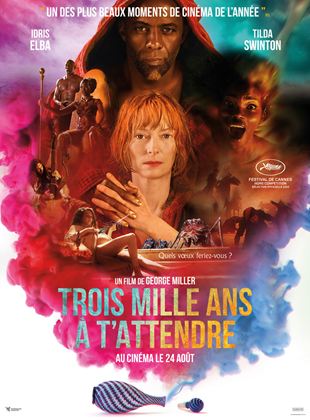 " UN DES PLUS BEAUX MOMENTS DE CINÉMA DE L'ANNÉE "
IDRIS
ELBA
TILDA
SWINTON
FESTIVAL DE CANNES
Quels vœux feriez-vous ?
UN FILM DE GEORGE MILLER
TROIS MILLE ANS
À T'ATTENDRE
AU CINÉMA LE 24 AOÛT